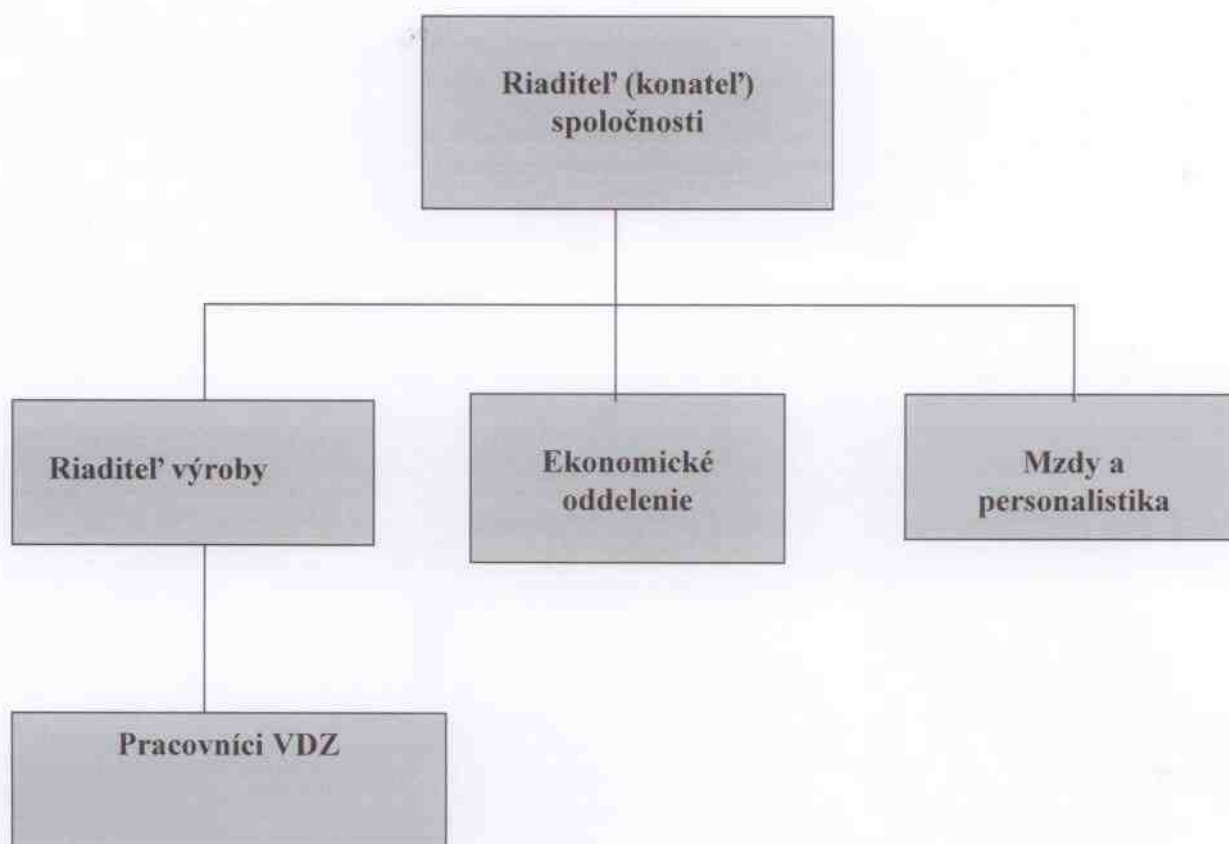 Riaditeľ (konateľ)
spoločnosti
Riaditeľ výroby
Ekonomické
oddelenie
Mzdy a
personalistika
Pracovníci VDZ